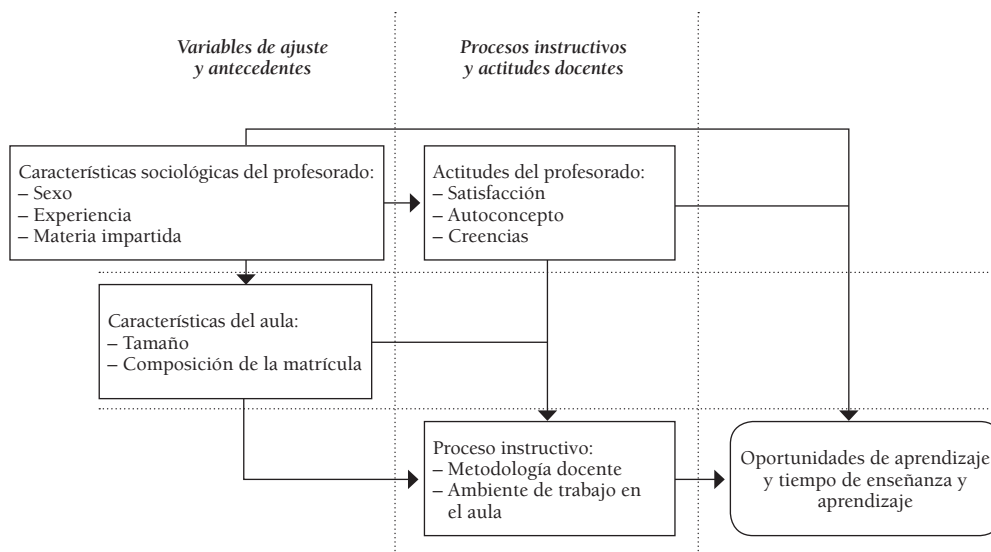 Variables de ajuste
y antecedentes
Procesos instructivos
y actitudes docentes
Características sociológicas del profesorado:
– Sexo
– Experiencia
– Materia impartida
Actitudes del profesorado:
– Satisfacción
– Autoconcepto
– Creencias
Características del aula:
– Tamaño
– Composición de la matrícula
Proceso instructivo:
– Metodología docente
– Ambiente de trabajo en
el aula
Oportunidades de aprendizaje
y tiempo de enseñanza y
aprendizaje